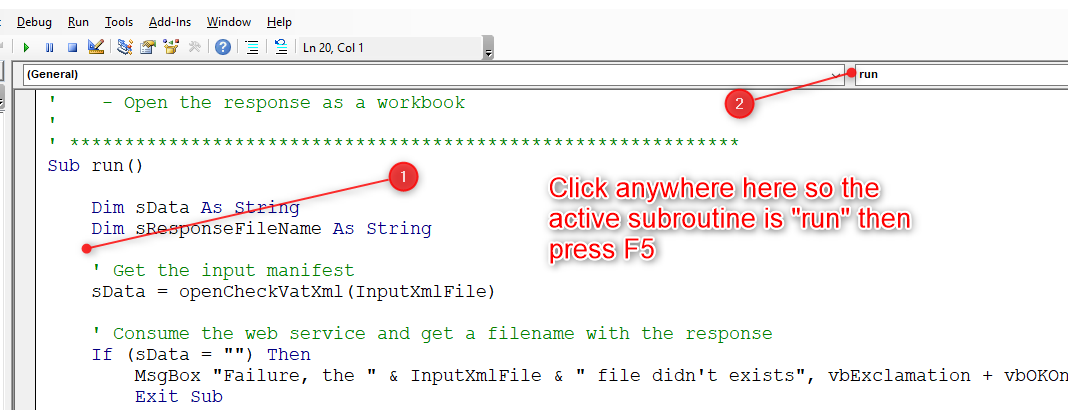 Debug Run Tools Add-Ins Window Help
Ln 20, Col 1
(General) run
' - Open the response as a workbook
'
' **************************************************************
Sub run()
Dim sData As String
Dim sResponseFileName As String
' Get the input manifest
sData = openCheckVatXml(InputXmlFile)
' Consume the web service and get a filename with the response
If (sData = "") Then
MsgBox "Failure, the " & InputXmlFile & " file didn't exists", vbExclamation + vbOKOn
Exit Sub
1
2
Click anywhere here so the
active subroutine is "run" then
press F5